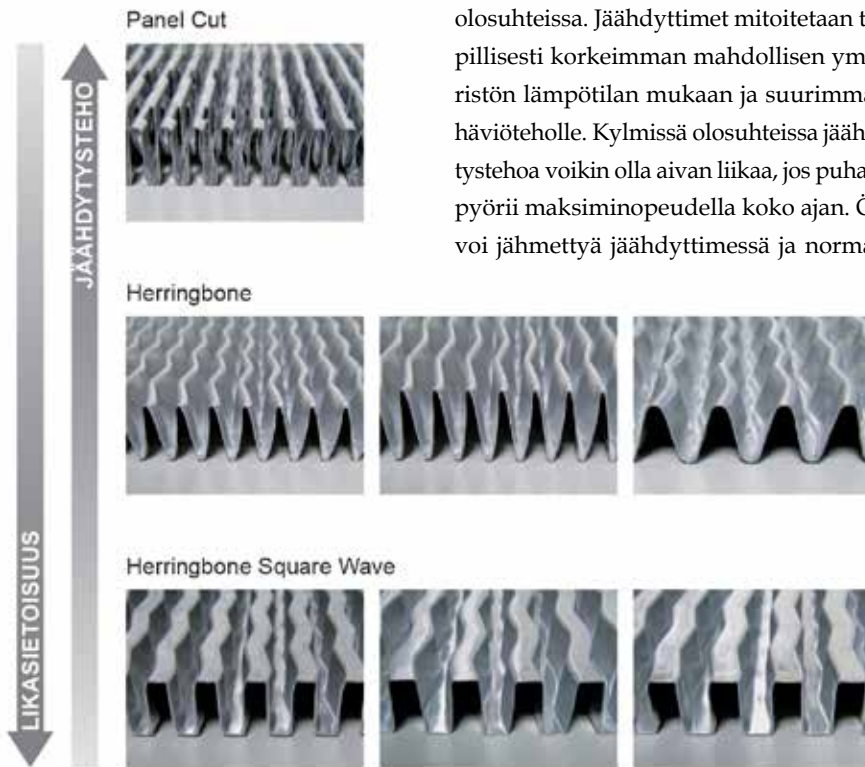 Panel Cut
JÄÄHDYTYSTEHO
LIKASIETOISUUS
Herringbone
Herringbone Square Wave
olosuhteissa. Jäähdyttimet mitoitetaan
pillisesti korkeimman mahdollisen ym
ristön lämpötilan mukaan ja suurimma
häviöteholle. Kylmissä olosuhteissa jääh
tystehoa voikin olla aivan liikaa, jos puha
pyörii maksiminopeudella koko ajan. Ö
voi jähmettyä jäähdyttimessä ja norma